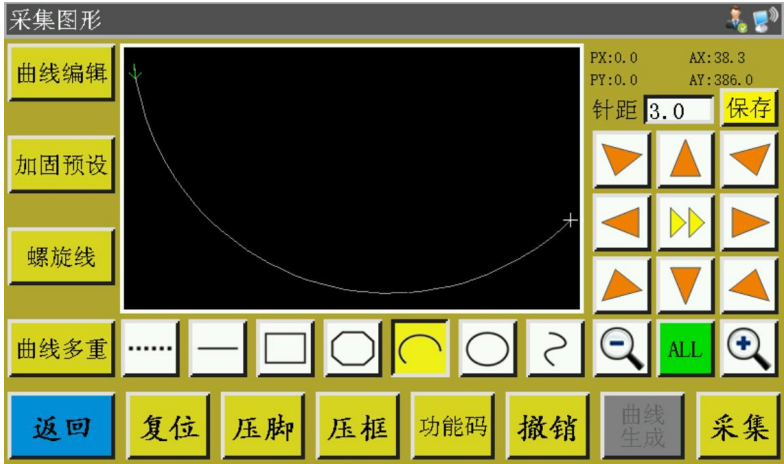 采集图形
曲线编辑
加固预设
螺旋线
曲线多重
PX:0.0 AX:38.3
PY:0.0 AY:386.0
针距 3.0 保存
ALL
返回 复位 压脚 压框 功能码 撤销 曲线生成 采集